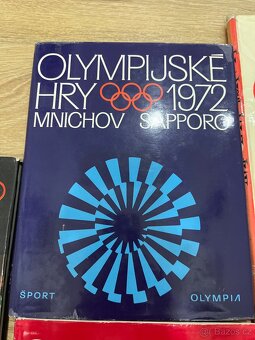 OLYMPIJSKÉ
HRY 1972
MNICHOV SAPPORO
ŠPORT OLYMPIA